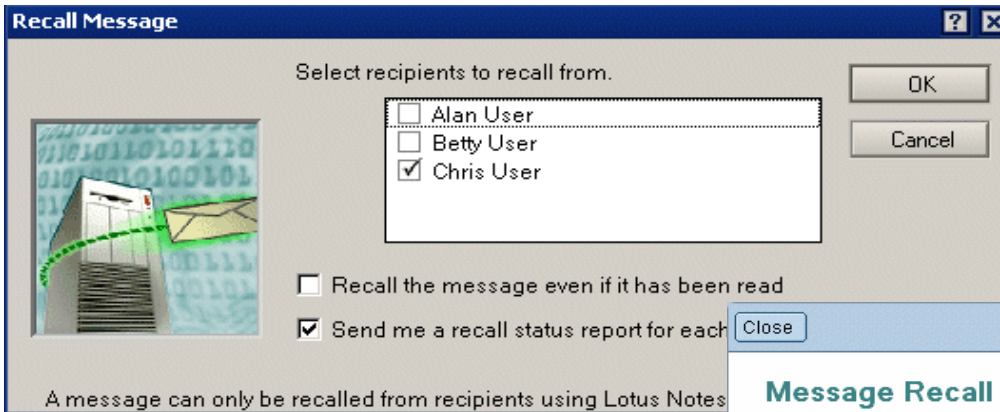 Recall Message
Select recipients to recall from.
OK
Alan User
Betty User
Cancel
Chris User
Recall the message even if it has been read
Send me a recall status report for each
Close
A message can only be recalled from recipients using Lotus Notes
Message Recall